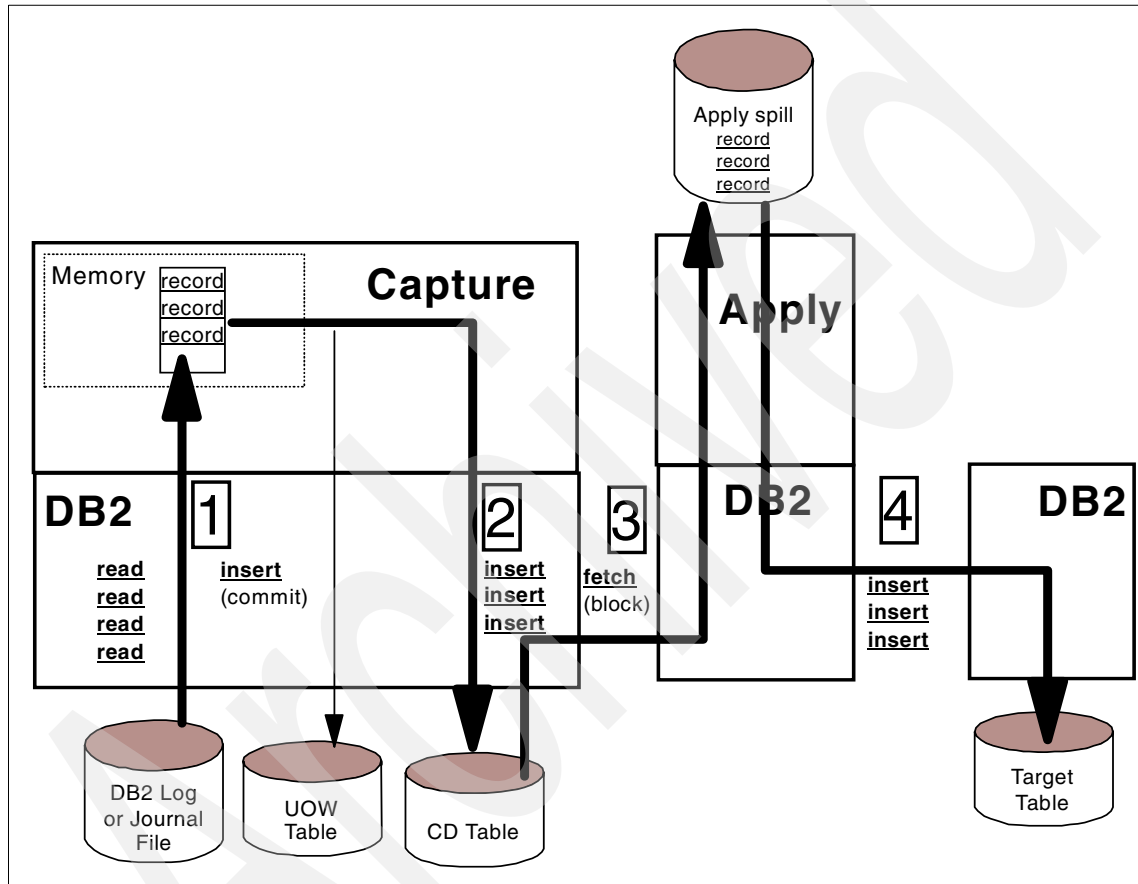 Apply spill
record
record
record
Memory
record
record
record
Capture
Apply
DB2
1
read
read
read
read
insert
(commit)
2
insert
insert
insert
3
fetch
(block)
DB2
4
insert
insert
insert
DB2
DB2 Log
or Journal
File
UOW
Table
CD Table
Target
Table
Archived